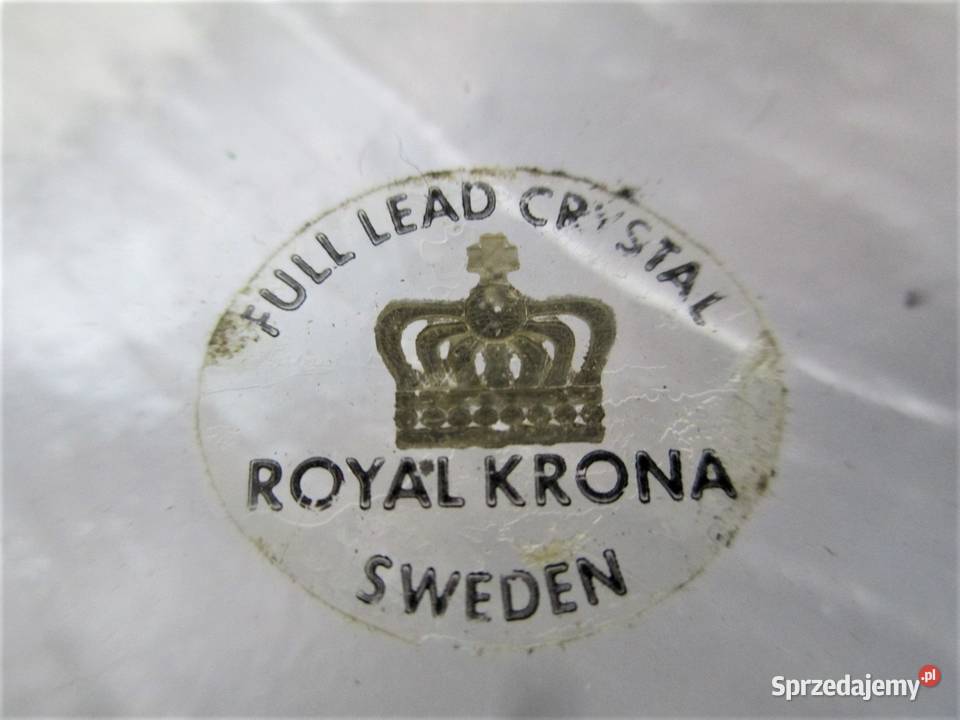 FULL LEAD CRYSTAL
ROYAL KRONA
SWEDEN
Sprzedajemy.pl